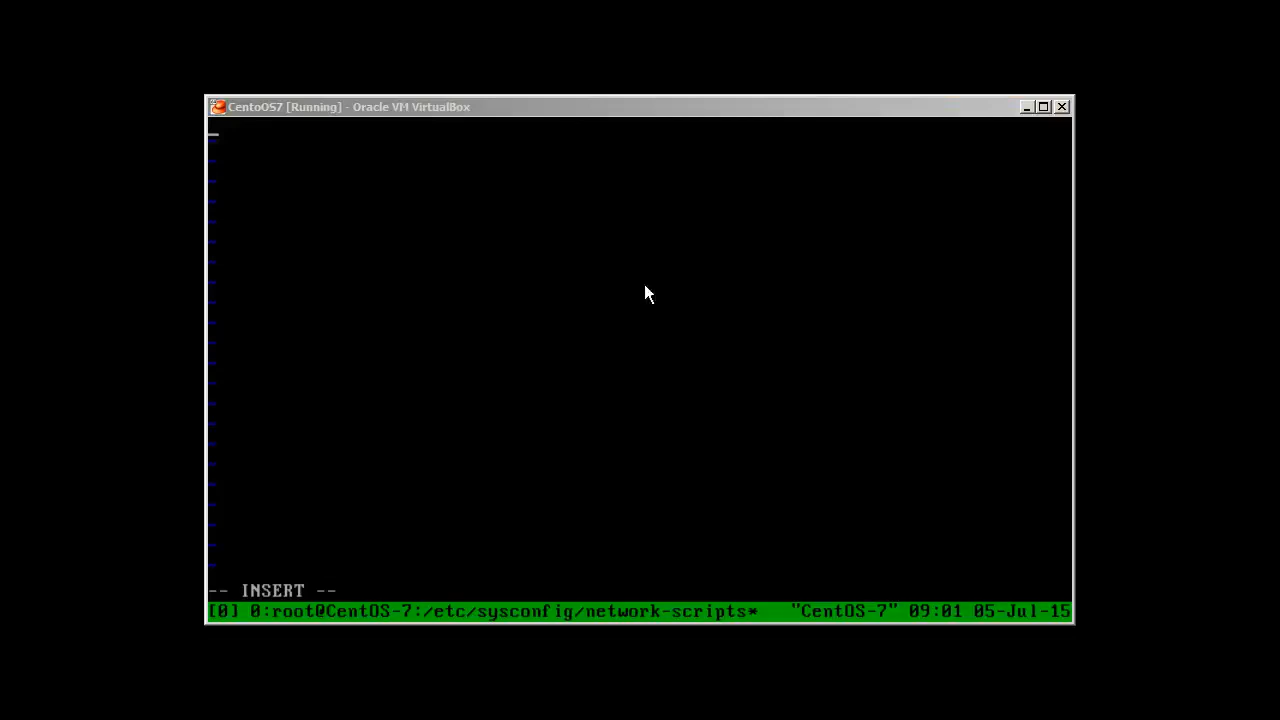 CentoOS7 [Running] - Oracle VM VirtualBox
-- INSERT --
[0] 0:root@CentOS-7:/etc/sysconfig/network-scripts* "CentOS-7" 09:01 05-Jul-15